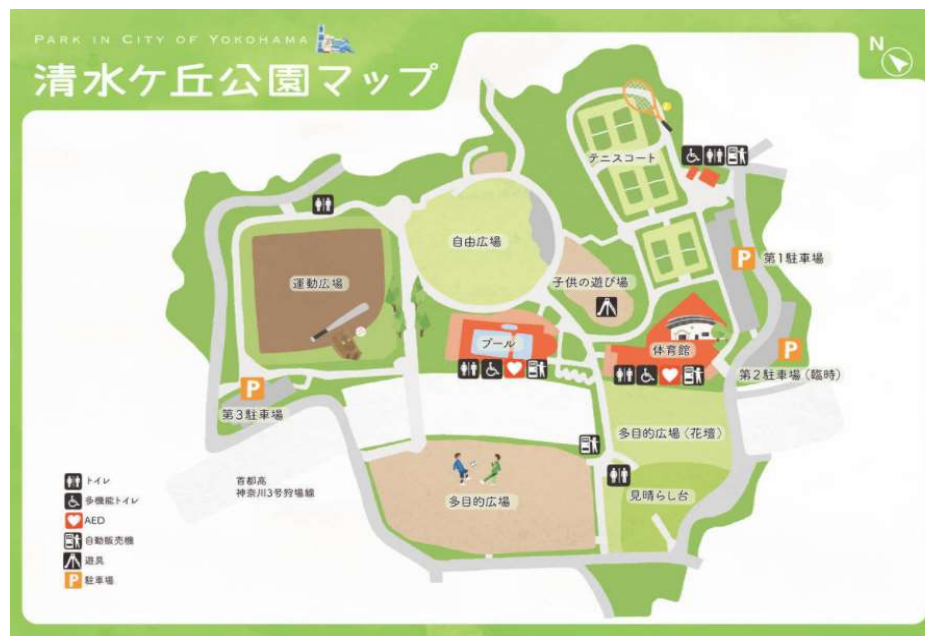 PARK IN CITY OF YOKOHAMA
清水ケ丘公園マップ
N
テニスコート
自由広場
運動広場
子供の遊び場
P 第1駐車場
プール
体育館
P
第2駐車場（臨時）
P
第3駐車場
多目的広場（花壇）
見晴らし台
多目的広場
首都高
神奈川3号狩場線
トイレ
多機能トイレ
AED
自動販売機
遊具
P 駐車場